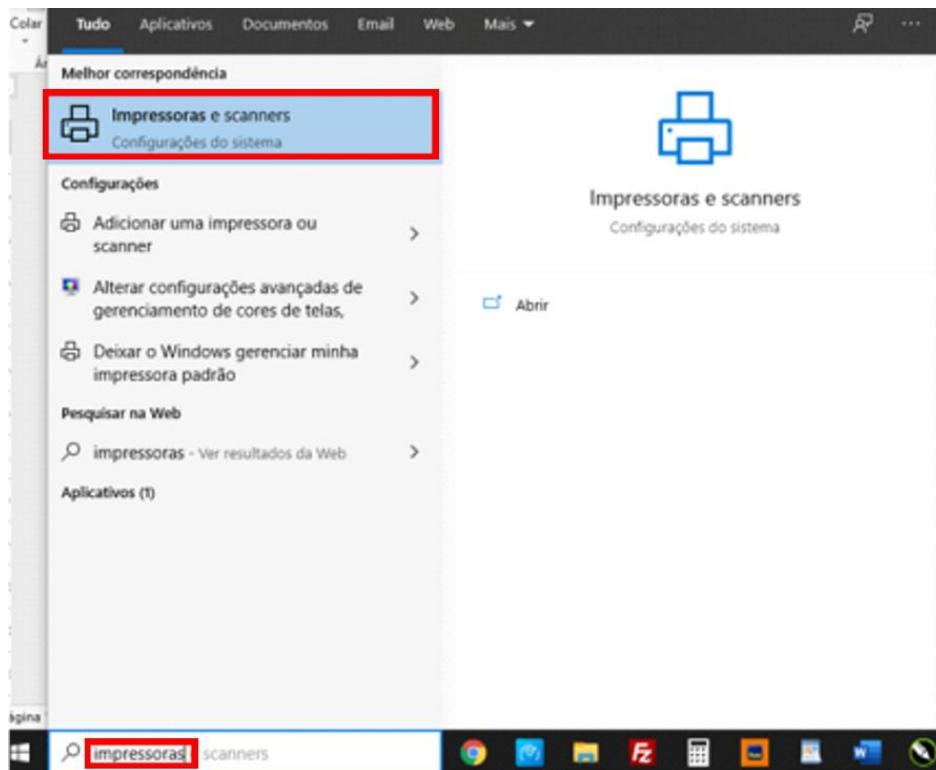 Colar
Tudo Aplicativos Documentos Email Web Mais
Ár
Melhor correspondência
Impressoras e scanners
Configurações do sistema
Configurações
Adicionar uma impressora ou
scanner
Alterar configurações avançadas de
gerenciamento de cores de telas,
Deixar o Windows gerenciar minha
impressora padrão
Pesquisar na Web
impressoras - Ver resultados da Web
Aplicativos (1)
Impressoras e scanners
Configurações do sistema
Abrir
ágina
impressoras scanners